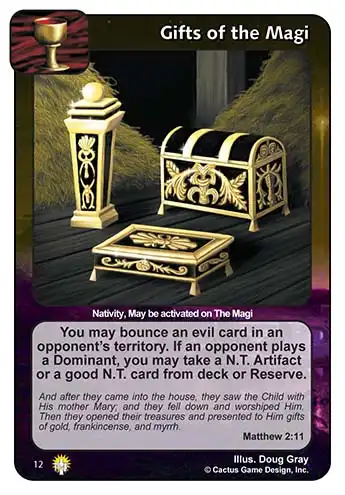 Gifts of the Magi
Nativity, May be activated on The Magi
You may bounce an evil card in an
opponent's territory. If an opponent plays
a Dominant, you may take a N.T. Artifact
or a good N.T. card from deck or Reserve.
And after they came into the house, they saw the Child with
His mother Mary; and they fell down and worshiped Him.
Then they opened their treasures and presented to Him gifts
of gold, frankincense, and myrrh.
Matthew 2:11
12
Illus. Doug Gray
© Cactus Game Design, Inc.